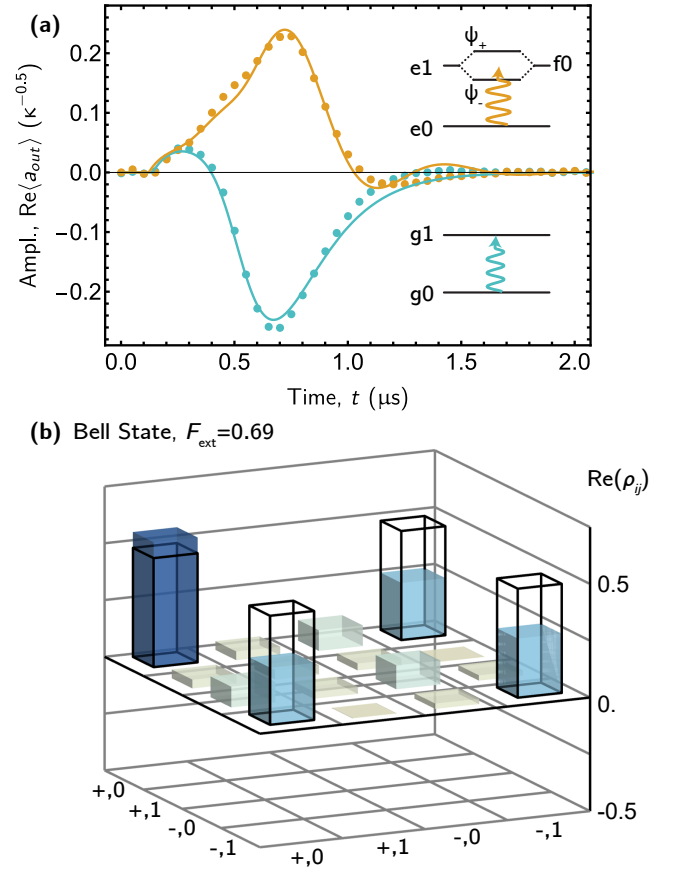 (a)
Ampl., Re⟨a_out⟩ (κ^−0.5)
0.2
0.1
0.0
−0.1
−0.2
0.0 0.5 1.0 1.5 2.0
Time, t (μs)
ψ₊
e1 f0
ψ₋
e0
g1
g0
(b) Bell State, F_ext=0.69
Re(ρ_ij)
0.5
0.
-0.5
+,0
+,1
-,0
-,1
+,0
+,1
-,0
-,1